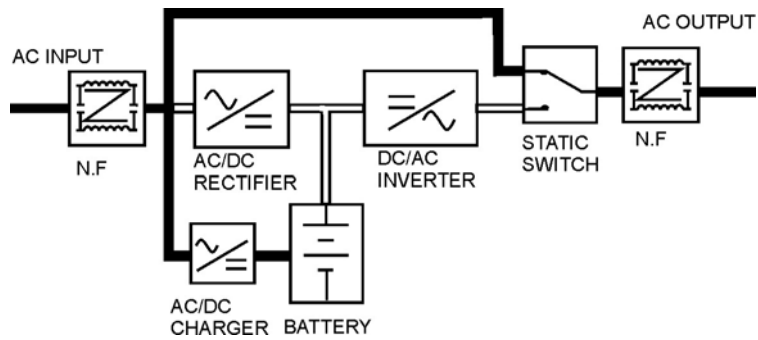 AC OUTPUT
AC INPUT
N.F
AC/DC
RECTIFIER
DC/AC
INVERTER
STATIC
SWITCH
N.F
AC/DC
CHARGER
BATTERY